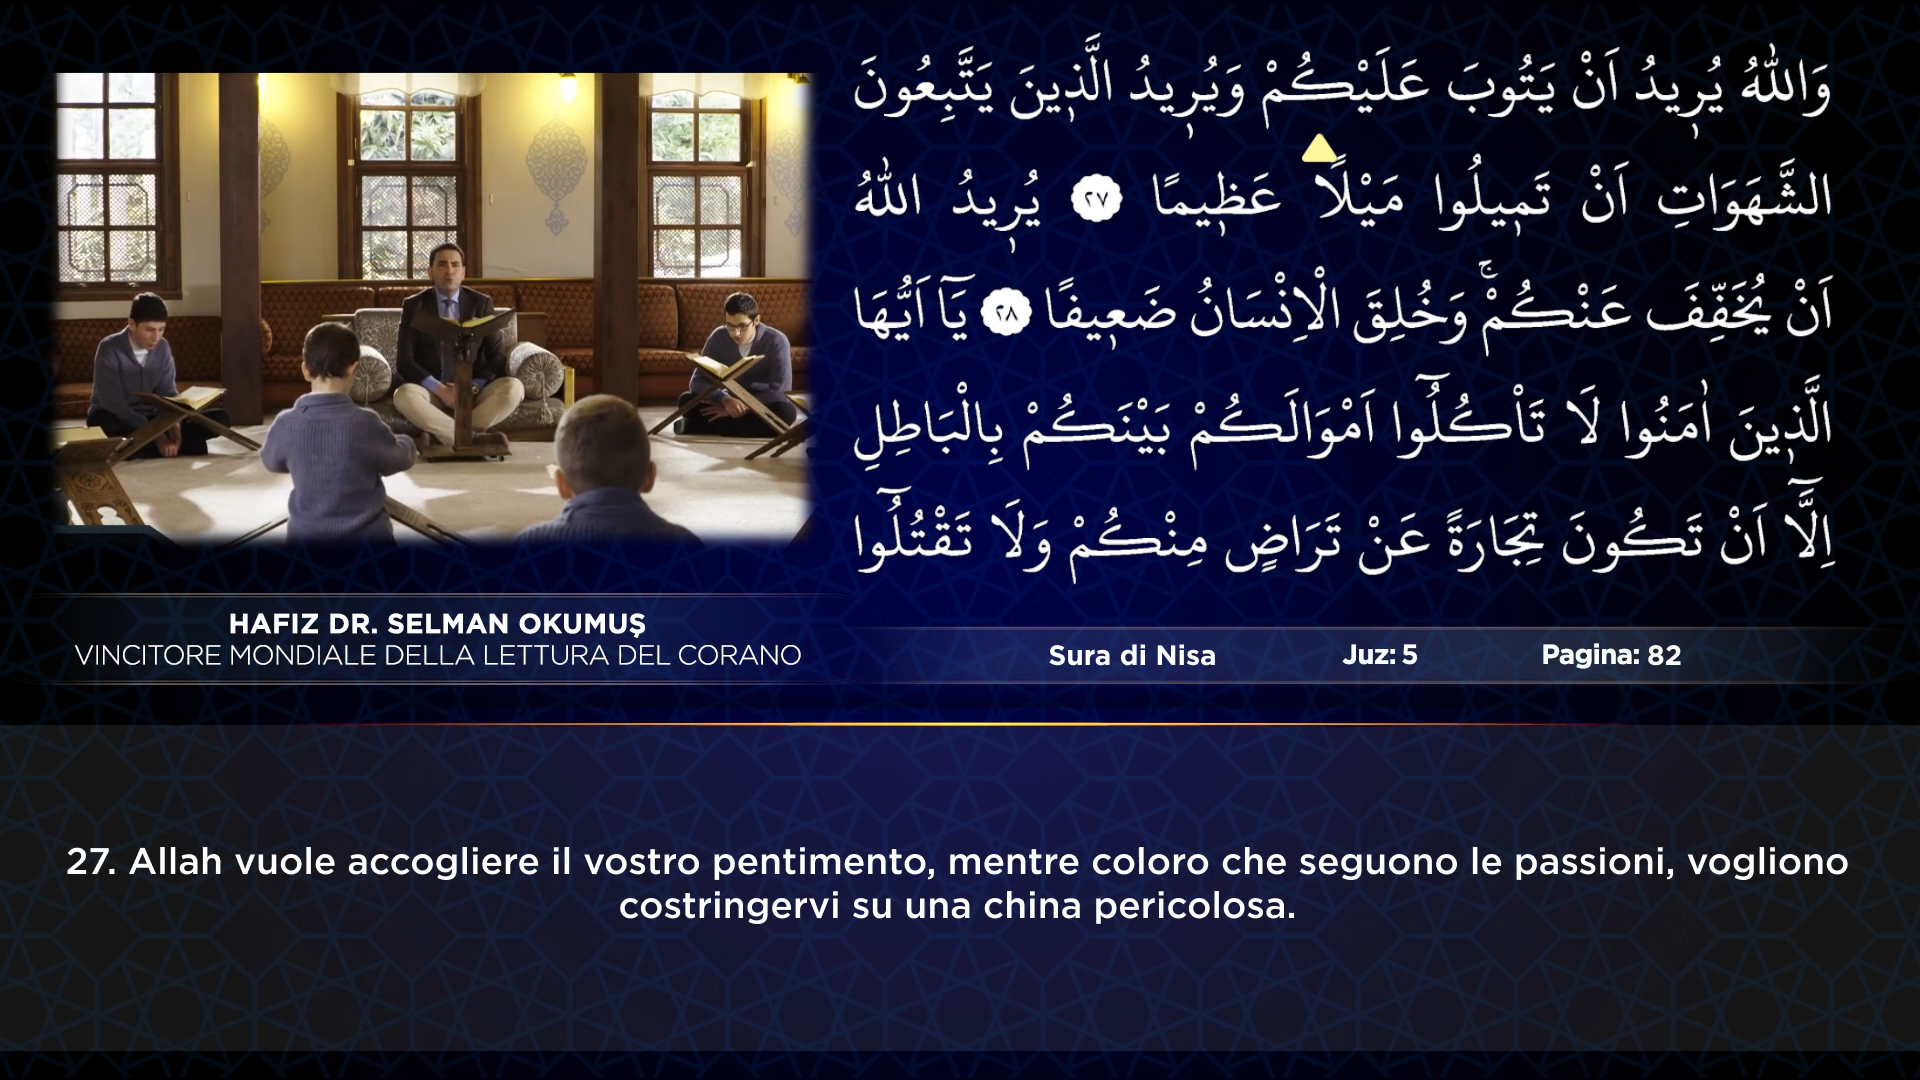 وَاللّٰهُ يُرٖيدُ اَنْ يَتُوبَ عَلَيْكُمْ وَيُرٖيدُ الَّذٖينَ يَتَّبِعُونَ
الشَّهَوَاتِ اَنْ تَمٖيلُوا مَيْلًا عَظٖيمًا ٢٧ يُرٖيدُ اللّٰهُ
اَنْ يُخَفِّفَ عَنْكُمْۚ وَخُلِقَ الْاِنْسَانُ ضَعٖيفًا ٢٨ يَٓا اَيُّهَا
الَّذٖينَ اٰمَنُوا لَا تَاْكُلُٓوا اَمْوَالَكُمْ بَيْنَكُمْ بِالْبَاطِلِ
اِلَّٓا اَنْ تَكُونَ تِجَارَةً عَنْ تَرَاضٍ مِنْكُمْ وَلَا تَقْتُلُٓوا
HAFIZ DR. SELMAN OKUMUŞ
VINCITORE MONDIALE DELLA LETTURA DEL CORANO
Sura di Nisa Juz: 5 Pagina: 82
27. Allah vuole accogliere il vostro pentimento, mentre coloro che seguono le passioni, vogliono
costringervi su una china pericolosa.